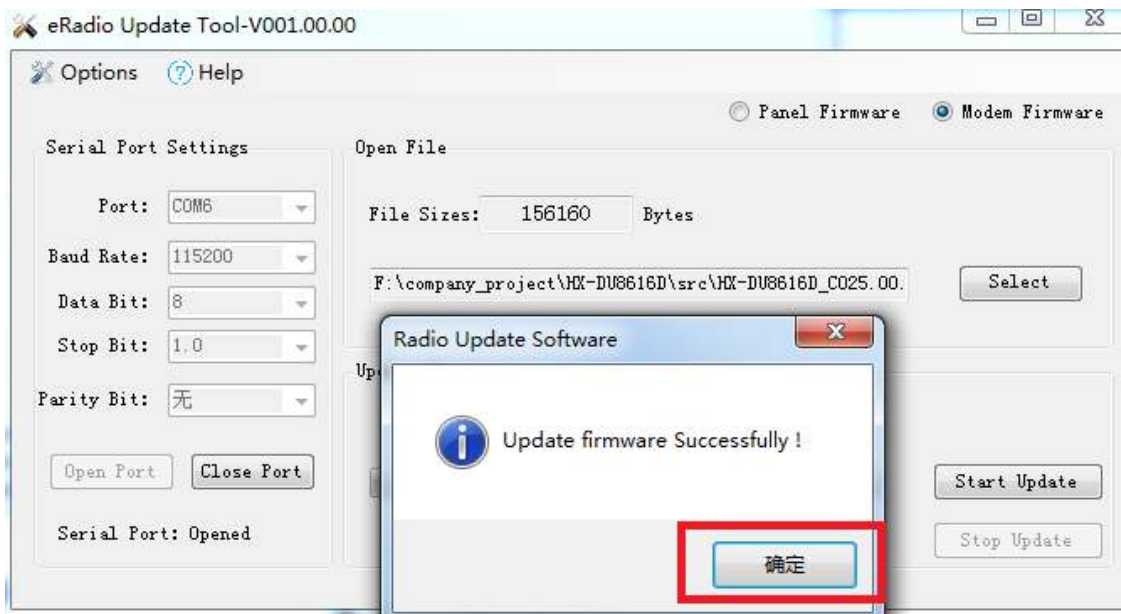 eRadio Update Tool-V001.00.00
Options Help
Panel Firmware Modem Firmware
Serial Port Settings
Port: COM6
Baud Rate: 115200
Data Bit: 8
Stop Bit: 1.0
Parity Bit: 无
Open Port Close Port
Serial Port: Opened
Open File
File Sizes: 156160 Bytes
F:\company_project\HX-DU8616D\src\HX-DU8616D_C025.00.
Select
Radio Update Software
Update firmware Successfully !
确定
Start Update
Stop Update